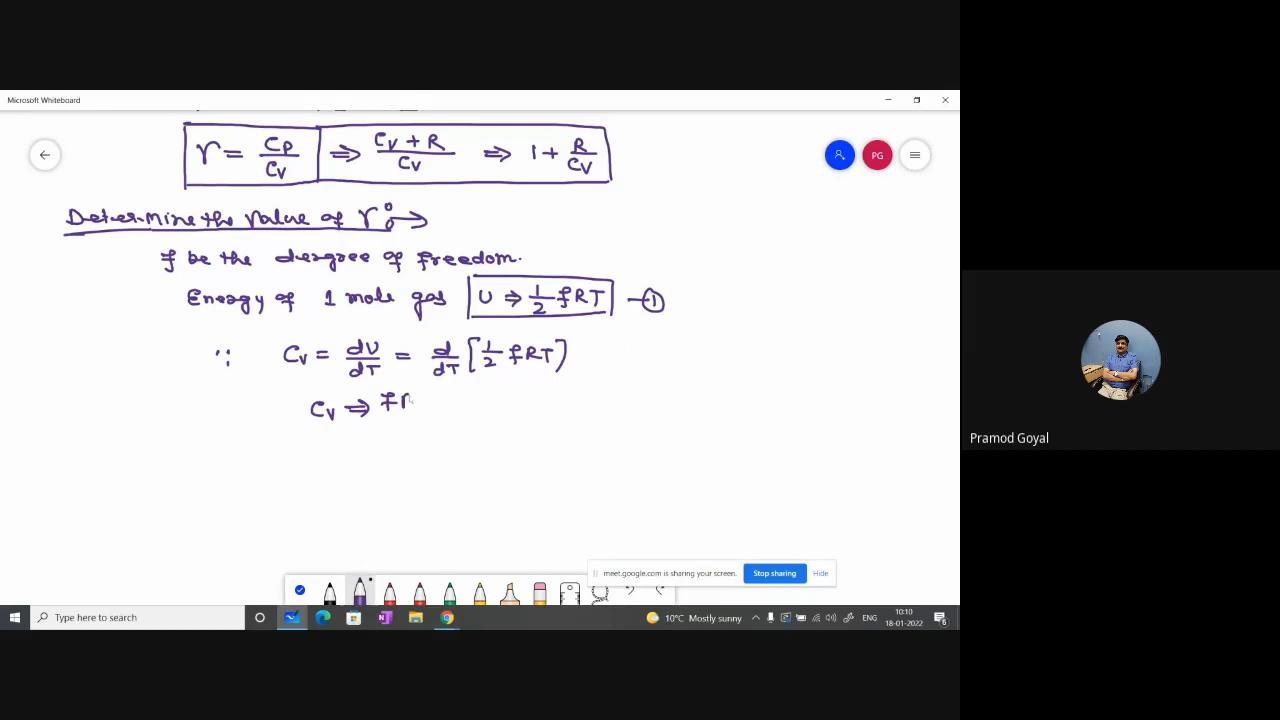 Microsoft Whiteboard
γ = Cp/Cv ⇒ Cv + R/Cv ⇒ 1 + R/Cv
PG
Determine the value of γ :→
f be the degree of freedom.
Energy of 1 mole gas U ⇒ 1/2 fRT —①
∵ Cv = dU/dT = d/dT [1/2 fRT]
Cv ⇒ f
Pramod Goyal
meet.google.com is sharing your screen. Stop sharing Hide
Type here to search
10°C Mostly sunny ENG 10:10
18-01-2022
6